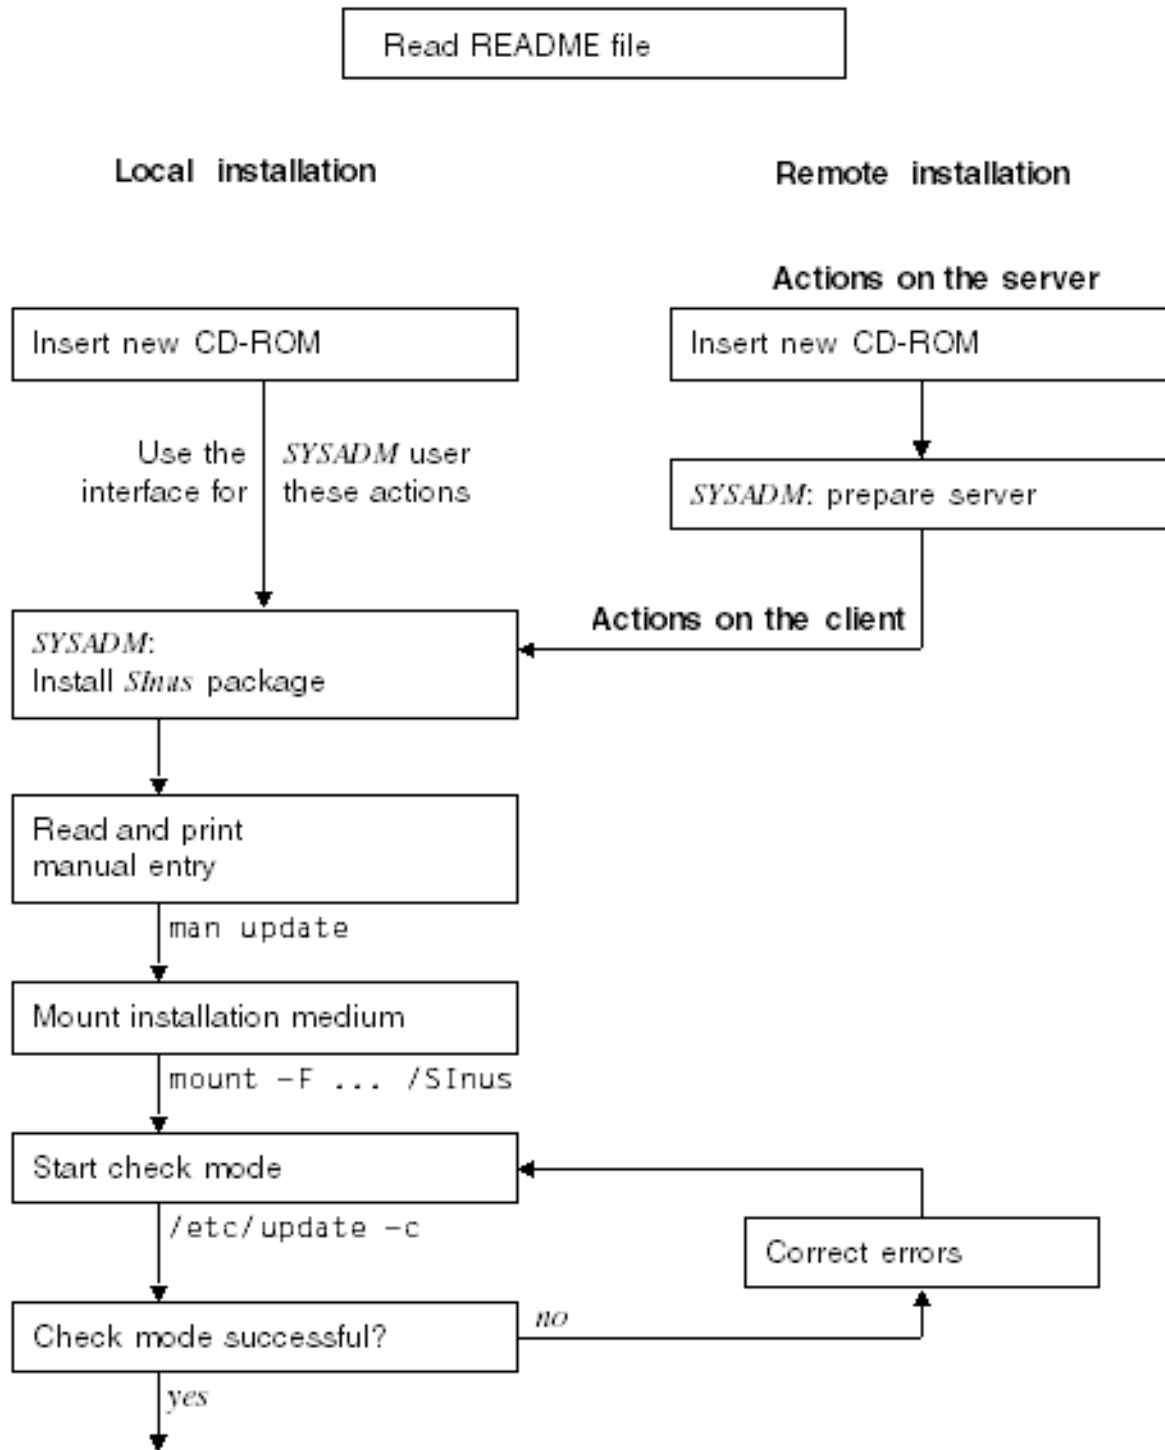 Read README file
Local installation
Remote installation
Actions on the server
Insert new CD-ROM
Insert new CD-ROM
Use the SYSADM user
interface for these actions
SYSADM: prepare server
Actions on the client
SYSADM:
Install SInus package
Read and print
manual entry
man update
Mount installation medium
mount -F ... /SInus
Start check mode
/etc/update -c
Correct errors
Check mode successful?
no
yes